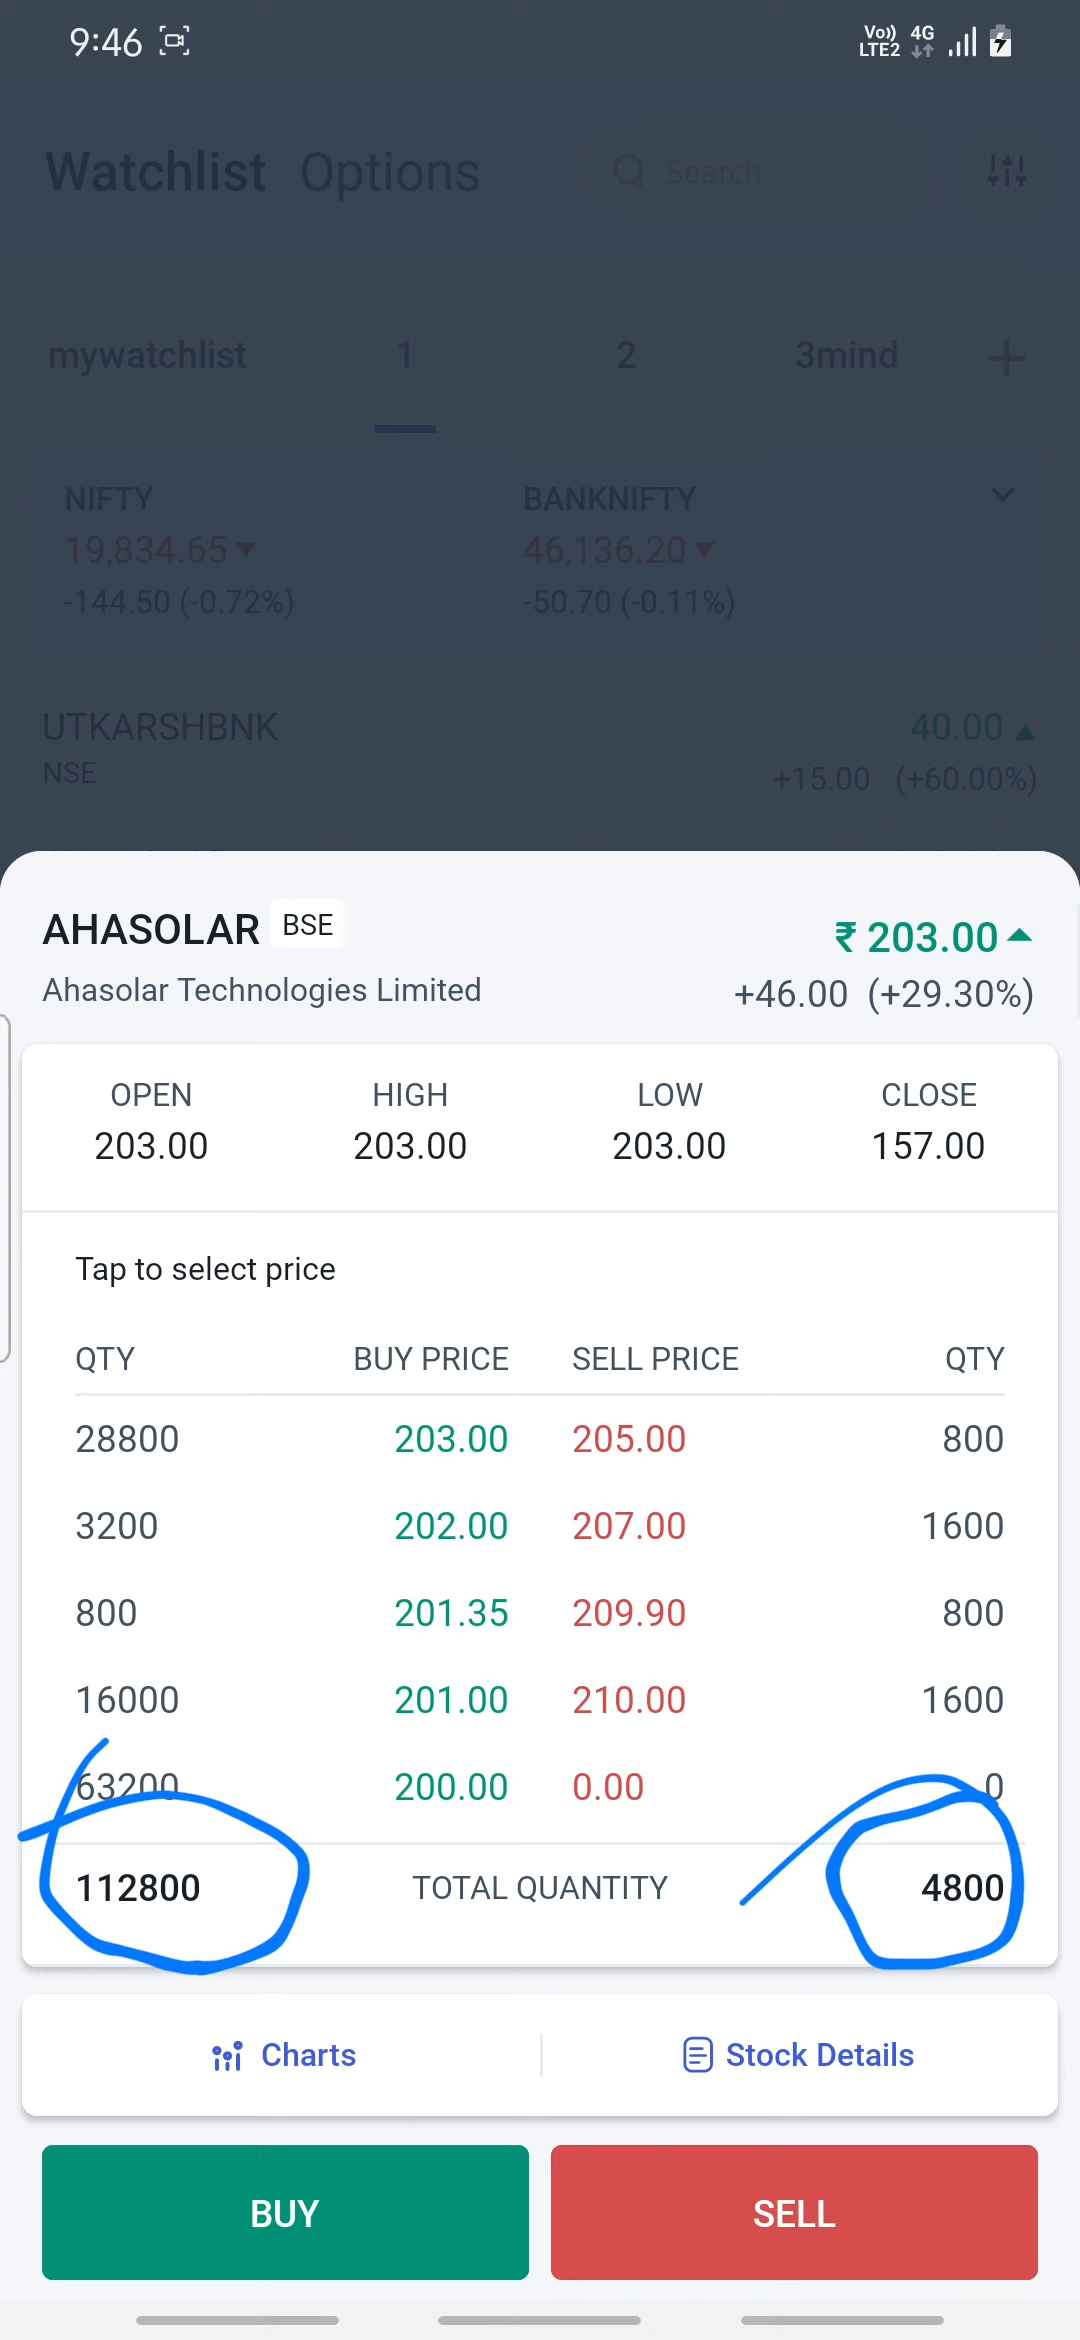 9:46 Vo)) LTE2 4G
Watchlist Options Search
mywatchlist 1 2 3mind +
NIFTY BANKNIFTY
19,834.65 46,136.20
-144.50 (-0.72%) -50.70 (-0.11%)
UTKARSHBNK 40.00
NSE +15.00 (+60.00%)
AHASOLAR BSE ₹ 203.00
Ahasolar Technologies Limited +46.00 (+29.30%)
OPEN HIGH LOW CLOSE
203.00 203.00 203.00 157.00
Tap to select price
QTY BUY PRICE SELL PRICE QTY
28800 203.00 205.00 800
3200 202.00 207.00 1600
800 201.35 209.90 800
16000 201.00 210.00 1600
63200 200.00 0.00 0
112800 TOTAL QUANTITY 4800
Charts Stock Details
BUY SELL